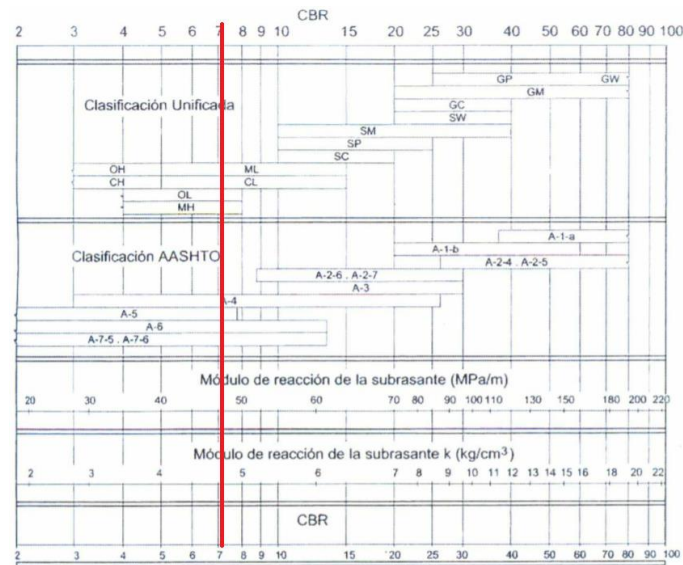 CBR
2 3 4 5 6 7 8 9 10 15 20 25 30 40 50 60 70 80 100
GP GW
Clasificación Unificada GM
GC
SW
SM
SP
SC
OH ML
CH CL
OL
MH
A-1-a
Clasificación AASHTO A-1-b
A-2-4 . A-2-5
A-2-6 . A-2-7
A-3
A-4
A-5
A-6
A-7-5 . A-7-6
Módulo de reacción de la subrasante (MPa/m)
20 30 40 50 60 70 80 90 100 110 130 150 180 200 220
Módulo de reacción de la subrasante k (kg/cm3)
2 3 4 5 6 7 8 9 10 11 12 13 14 15 16 18 20 22
CBR
2 3 4 5 6 7 8 9 10 15 20 25 30 40 50 60 70 80 100